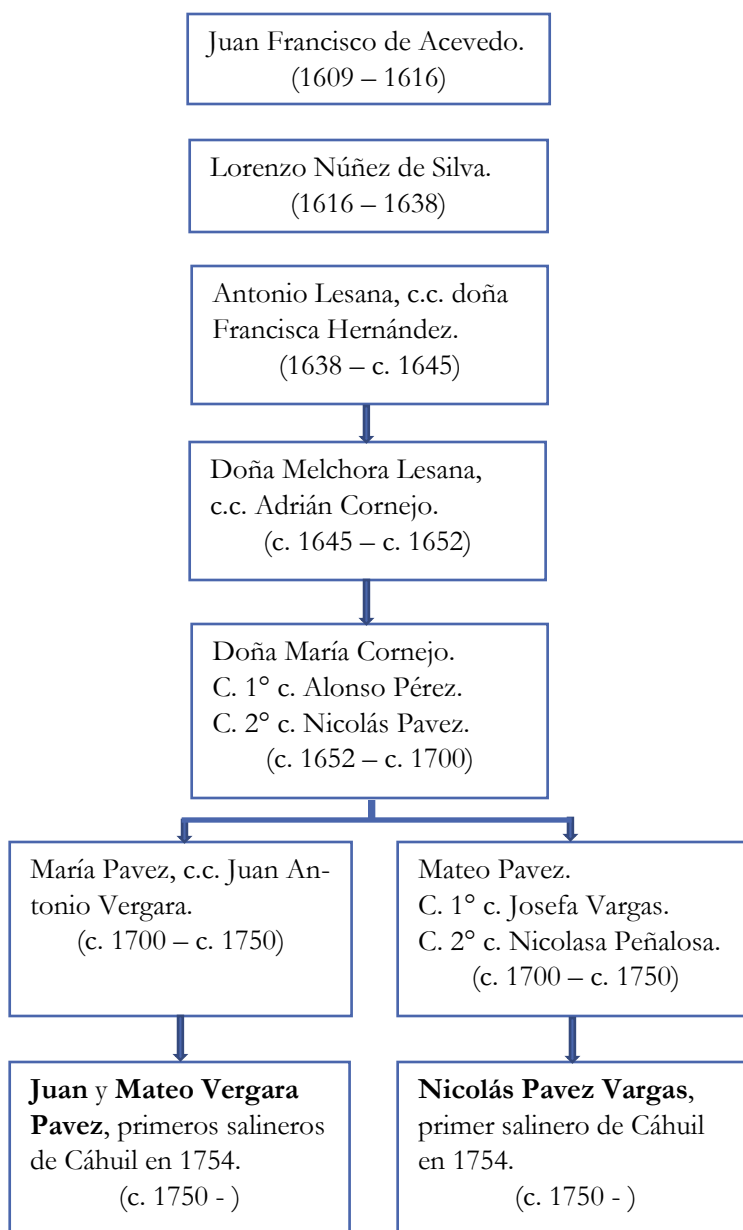 Juan Francisco de Acevedo.
(1609 – 1616)
Lorenzo Núñez de Silva.
(1616 – 1638)
Antonio Lesana, c.c. doña
Francisca Hernández.
(1638 – c. 1645)
Doña Melchora Lesana,
c.c. Adrián Cornejo.
(c. 1645 – c. 1652)
Doña María Cornejo.
C. 1° c. Alonso Pérez.
C. 2° c. Nicolás Pavez.
(c. 1652 – c. 1700)
María Pavez, c.c. Juan An-
tonio Vergara.
(c. 1700 – c. 1750)
Mateo Pavez.
C. 1° c. Josefa Vargas.
C. 2° c. Nicolasa Peñalosa.
(c. 1700 – c. 1750)
Juan y Mateo Vergara
Pavez, primeros salineros
de Cáhuil en 1754.
(c. 1750 - )
Nicolás Pavez Vargas,
primer salinero de Cáhuil
en 1754.
(c. 1750 - )